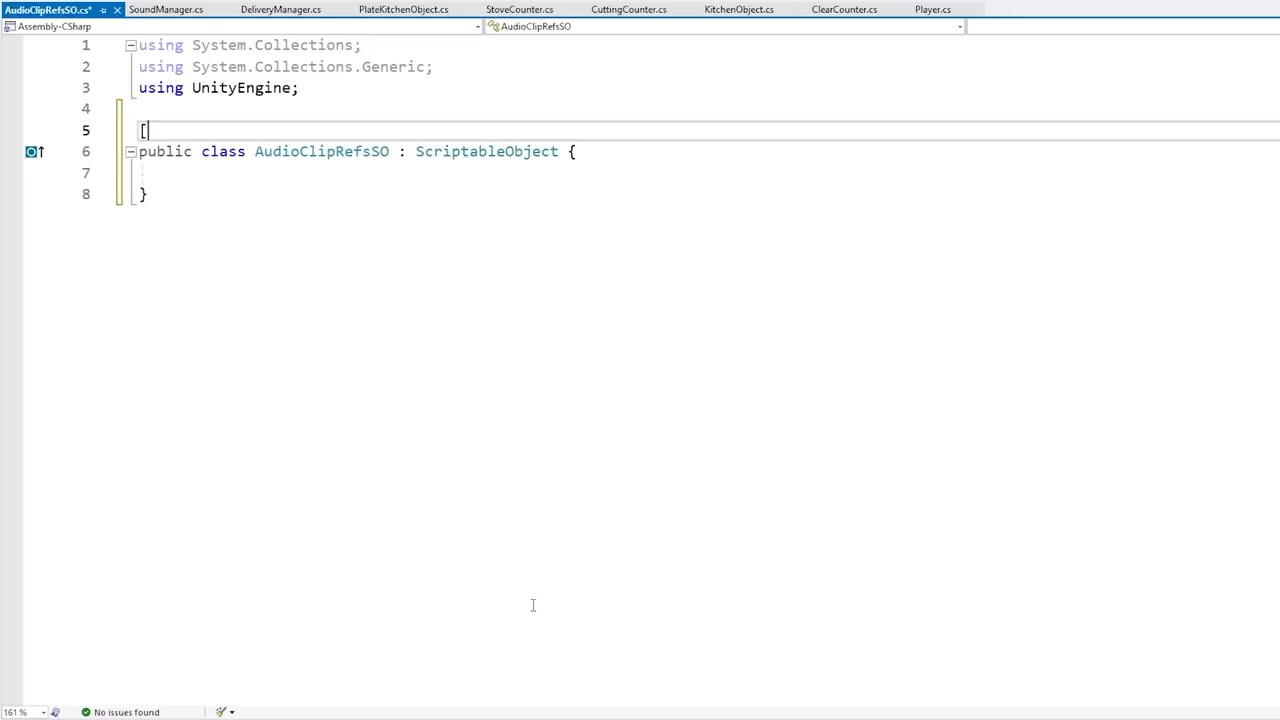 AudioClipRefsSO.cs* SoundManager.cs DeliveryManager.cs PlateKitchenObject.cs StoveCounter.cs CuttingCounter.cs KitchenObject.cs ClearCounter.cs Player.cs
Assembly-CSharp AudioClipRefsSO
1 using System.Collections;
2 using System.Collections.Generic;
3 using UnityEngine;
4
5 [
6 public class AudioClipRefsSO : ScriptableObject {
7
8 }
161 % No issues found